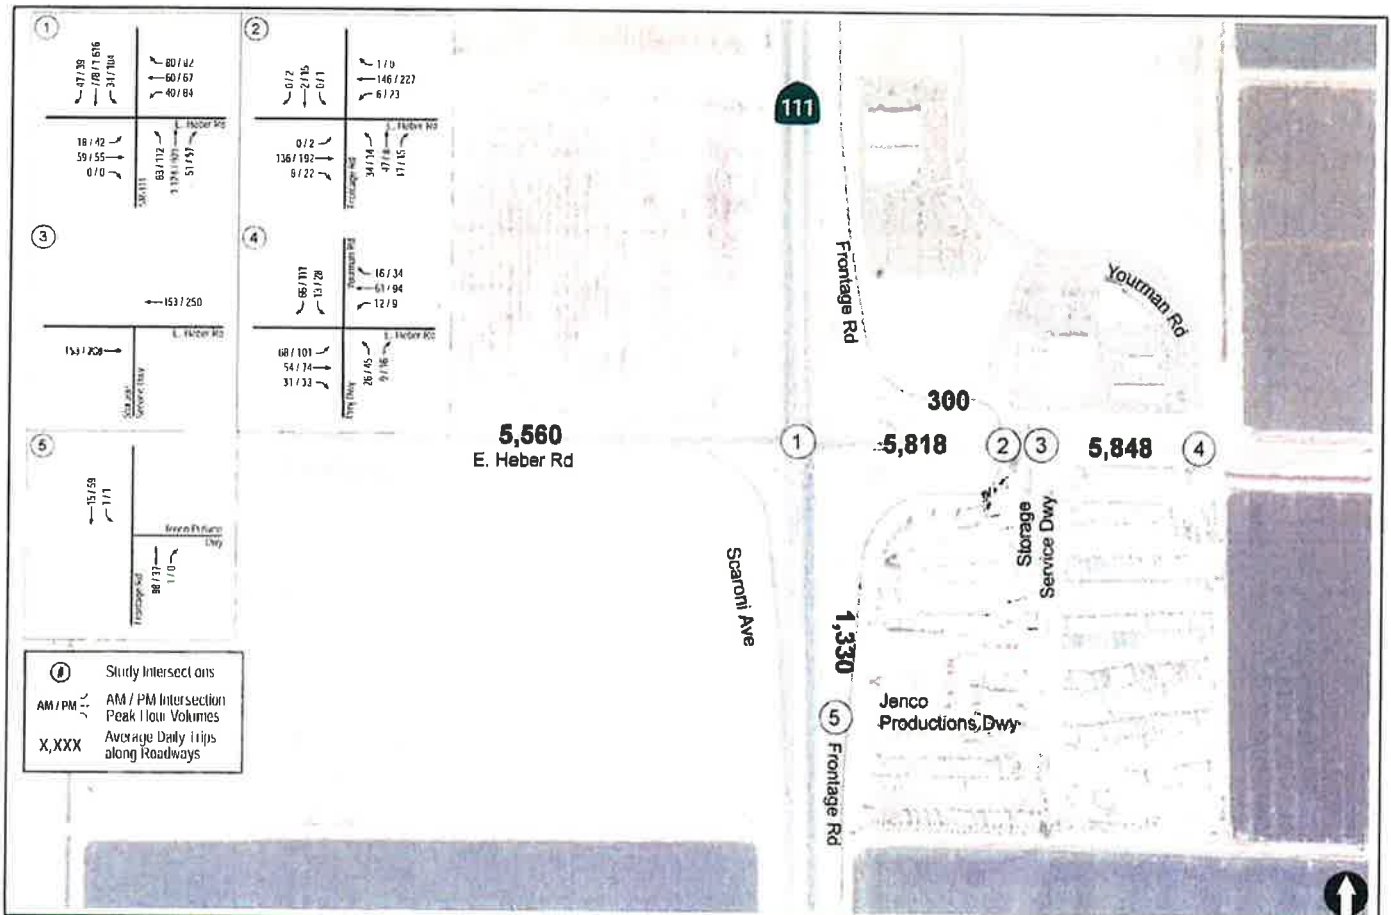 1
47 / 39
34 / 104
80 / 92
60 / 67
40 / 84
E. Heber Rd
18 / 42
59 / 55
0 / 0
83 / 112
51 / 57
SR-111
2
0 / 2
2 / 15
0 / 1
1 / 0
146 / 227
6 / 23
E. Heber Rd
0 / 2
136 / 192
8 / 22
Frontage Rd
34 / 14
17 / 15
3
153 / 250
E. Heber Rd
153 / 208
Storage
Service Dwy
4
66 / 117
13 / 28
Yourman Rd
16 / 34
61 / 94
12 / 9
E. Heber Rd
68 / 101
54 / 74
31 / 33
26 / 45
5
15 / 59
1 / 1
Dwy
Frontage Rd
98 / 37
1 / 0
#
Study Intersections
AM / PM
AM / PM Intersection
Peak Hour Volumes
X,XXX
Average Daily Trips
along Roadways
111
Frontage Rd
Yourman Rd
300
5,560
E. Heber Rd
1
5,818
2
3
5,848
4
Storage
Service Dwy
Scaroni Ave
1,330
5
Jenco
Productions Dwy
Frontage Rd